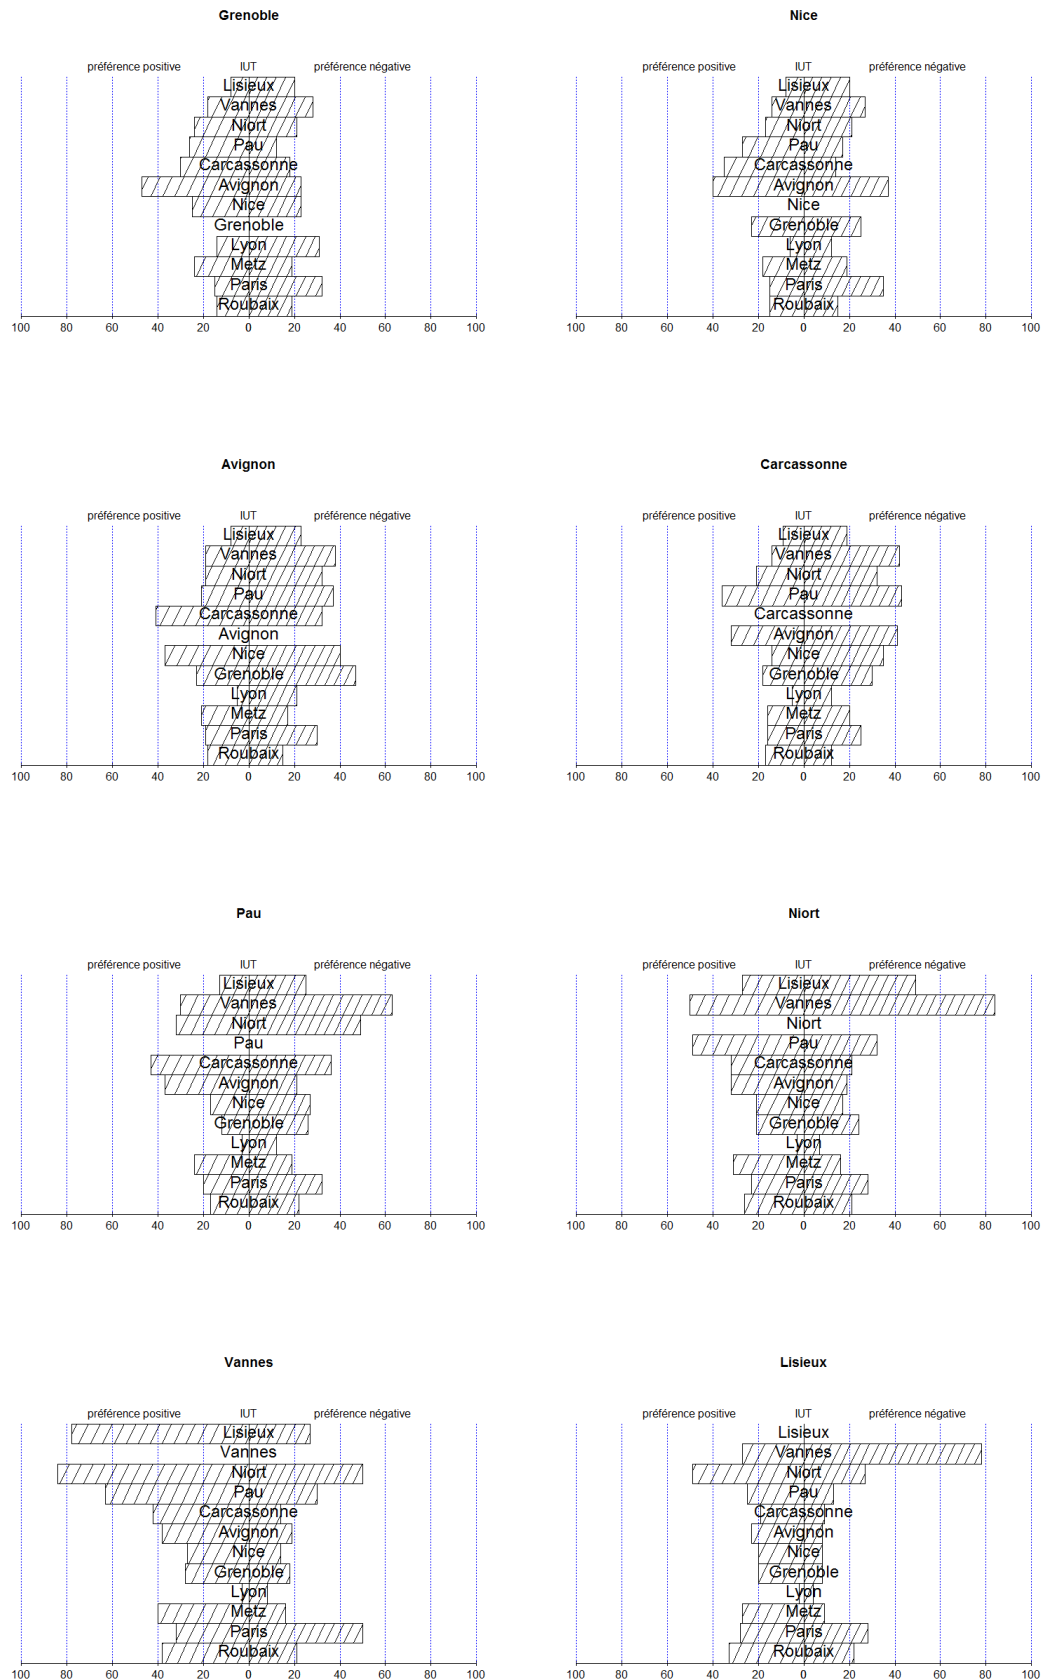 Grenoble
préférence positive IUT préférence négative
Lisieux
Vannes
Niort
Pau
Carcassonne
Avignon
Nice
Grenoble
Lyon
Metz
Paris
Roubaix
100 80 60 40 20 0 20 40 60 80 100
Nice
préférence positive IUT préférence négative
Lisieux
Vannes
Niort
Pau
Carcassonne
Avignon
Nice
Grenoble
Lyon
Metz
Paris
Roubaix
100 80 60 40 20 0 20 40 60 80 100
Avignon
préférence positive IUT préférence négative
Lisieux
Vannes
Niort
Pau
Carcassonne
Avignon
Nice
Grenoble
Lyon
Metz
Paris
Roubaix
100 80 60 40 20 0 20 40 60 80 100
Carcassonne
préférence positive IUT préférence négative
Lisieux
Vannes
Niort
Pau
Carcassonne
Avignon
Nice
Grenoble
Lyon
Metz
Paris
Roubaix
100 80 60 40 20 0 20 40 60 80 100
Pau
préférence positive IUT préférence négative
Lisieux
Vannes
Niort
Pau
Carcassonne
Avignon
Nice
Grenoble
Lyon
Metz
Paris
Roubaix
100 80 60 40 20 0 20 40 60 80 100
Niort
préférence positive IUT préférence négative
Lisieux
Vannes
Niort
Pau
Carcassonne
Avignon
Nice
Grenoble
Lyon
Metz
Paris
Roubaix
100 80 60 40 20 0 20 40 60 80 100
Vannes
préférence positive IUT préférence négative
Lisieux
Vannes
Niort
Pau
Carcassonne
Avignon
Nice
Grenoble
Lyon
Metz
Paris
Roubaix
100 80 60 40 20 0 20 40 60 80 100
Lisieux
préférence positive IUT préférence négative
Lisieux
Vannes
Niort
Pau
Carcassonne
Avignon
Nice
Grenoble
Lyon
Metz
Paris
Roubaix
100 80 60 40 20 0 20 40 60 80 100